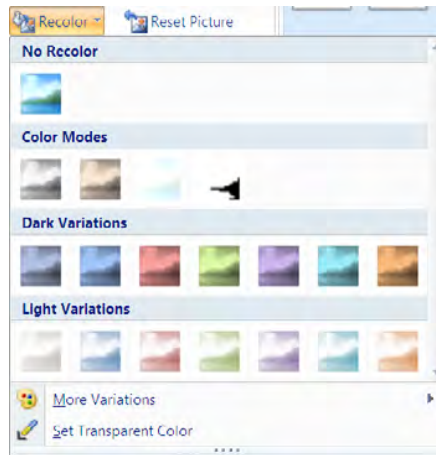 Recolor Reset Picture
No Recolor
Color Modes
Dark Variations
Light Variations
More Variations
Set Transparent Color